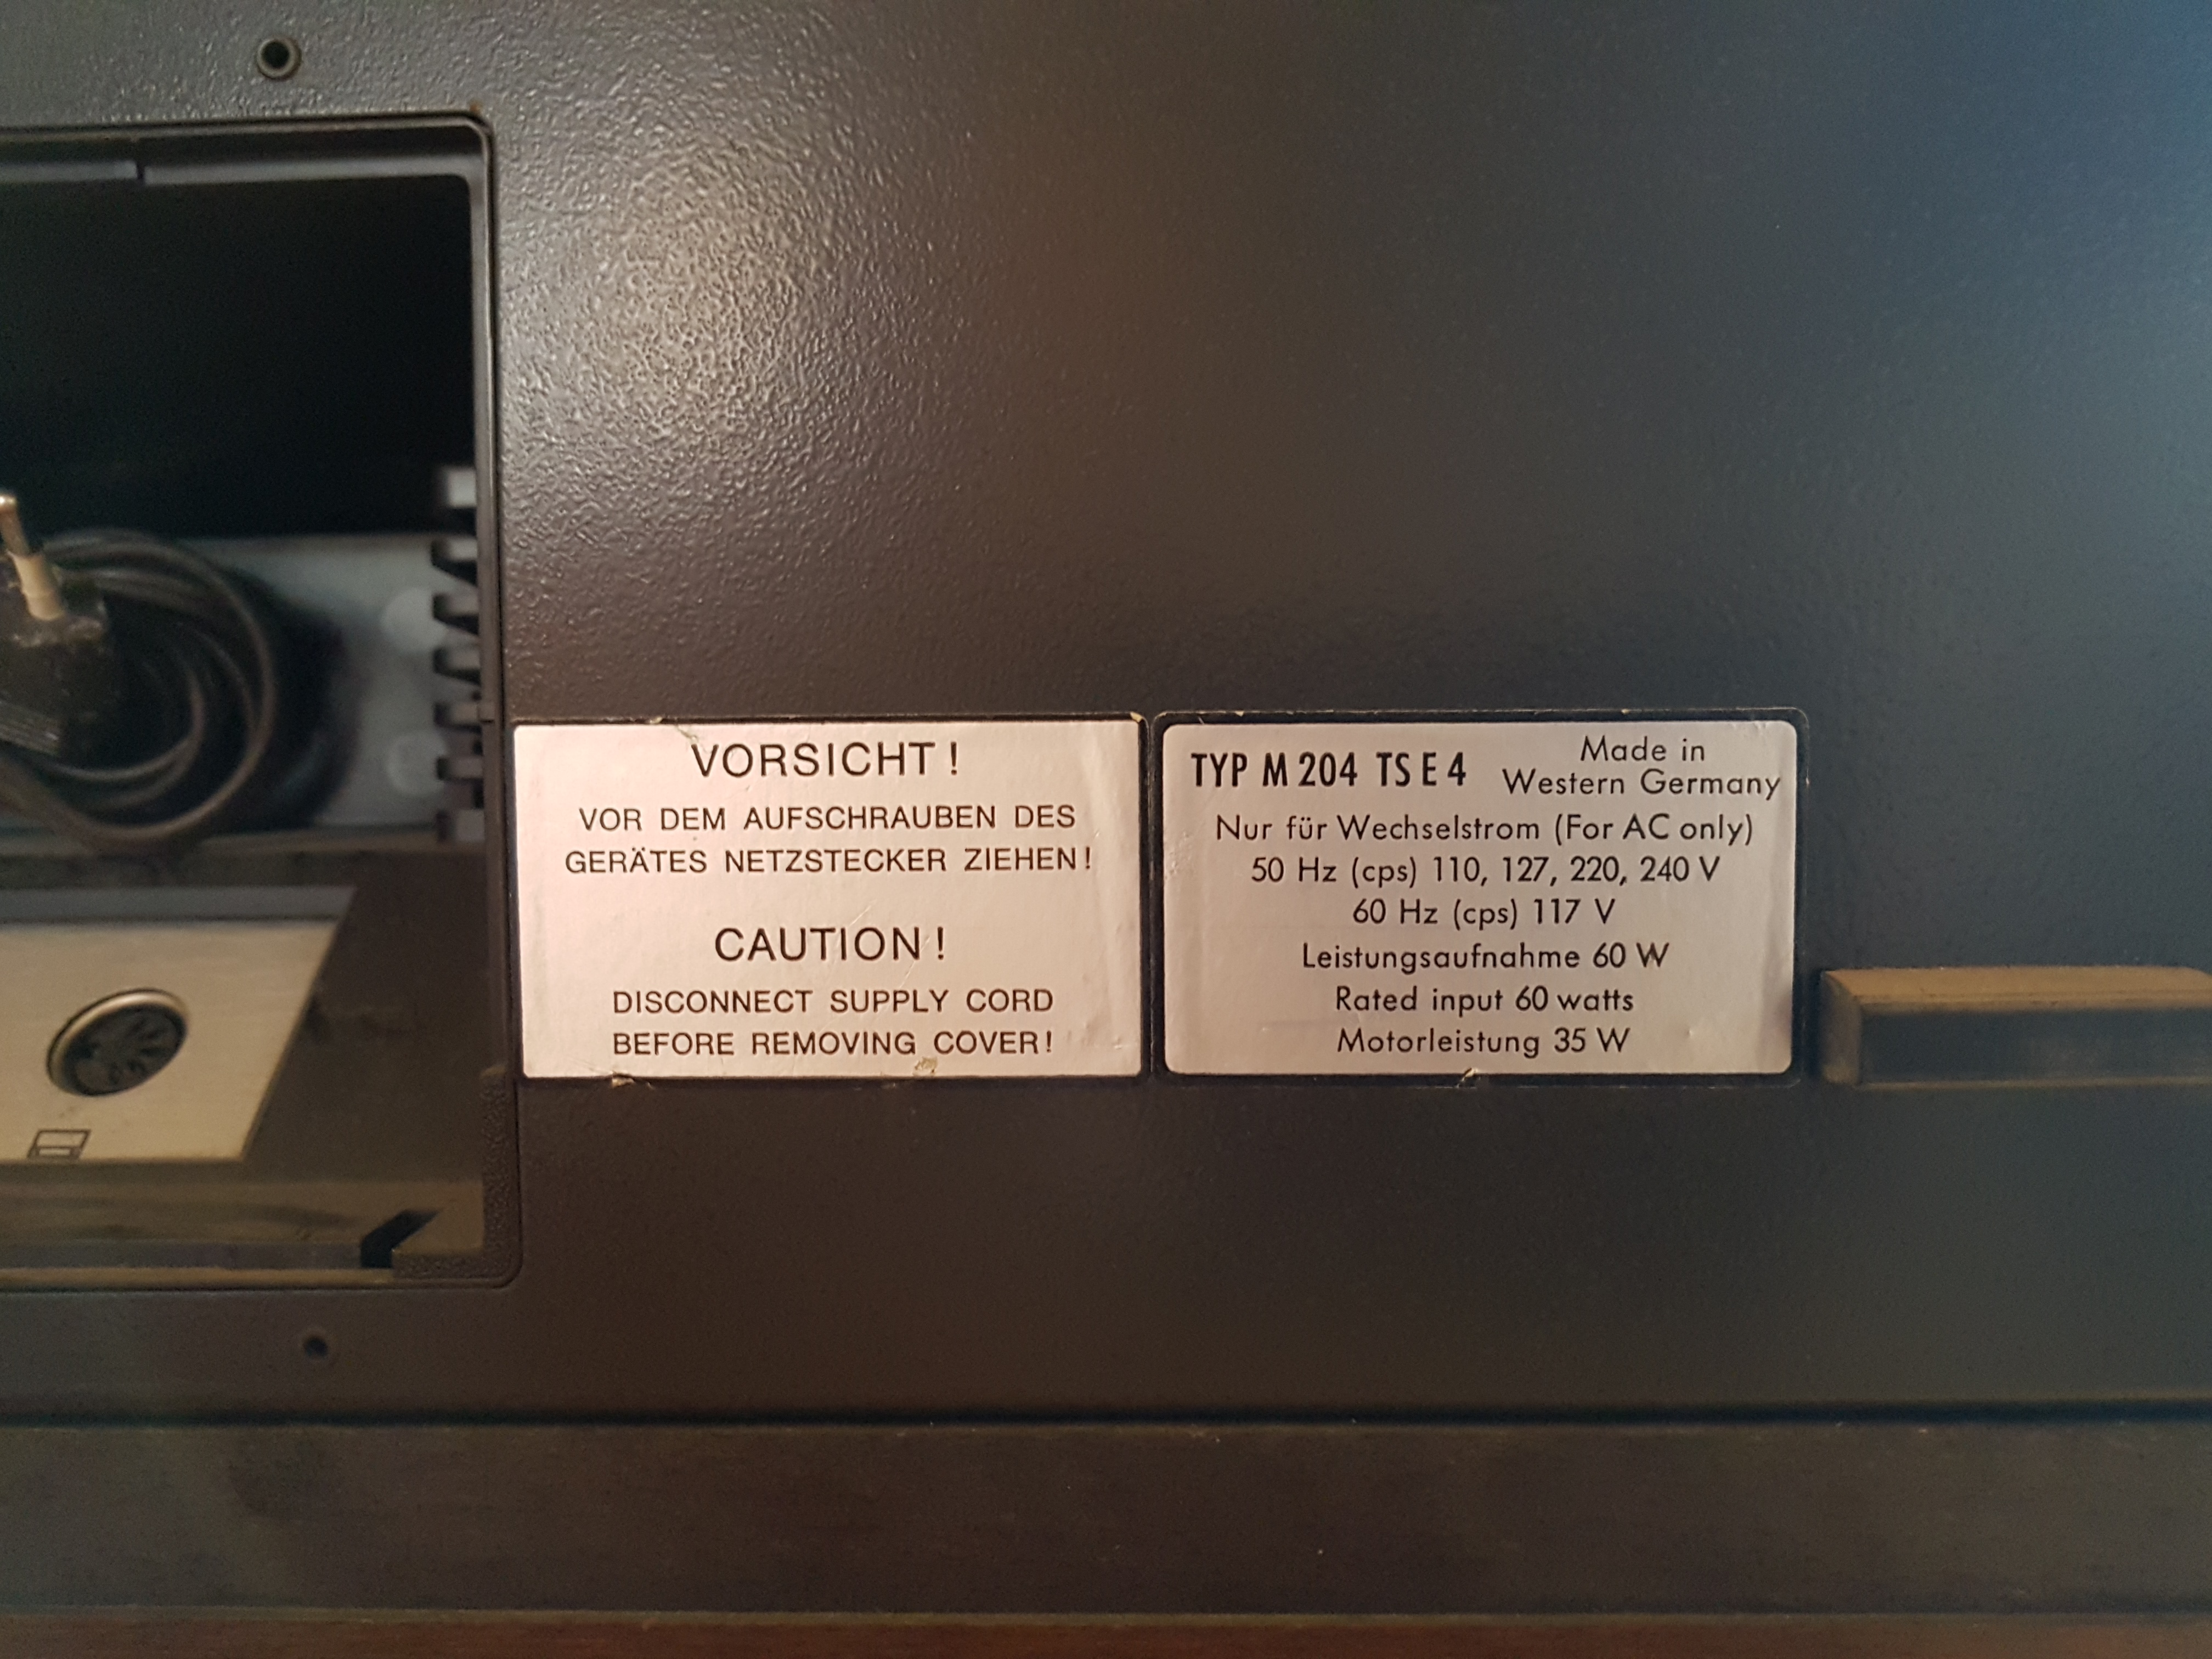 VORSICHT!
VOR DEM AUFSCHRAUBEN DES
GERÄTES NETZSTECKER ZIEHEN!
CAUTION!
DISCONNECT SUPPLY CORD
BEFORE REMOVING COVER!
TYP M 204 TS E 4
Made in
Western Germany
Nur für Wechselstrom (For AC only)
50 Hz (cps) 110, 127, 220, 240 V
60 Hz (cps) 117 V
Leistungsaufnahme 60 W
Rated input 60 watts
Motorleistung 35 W